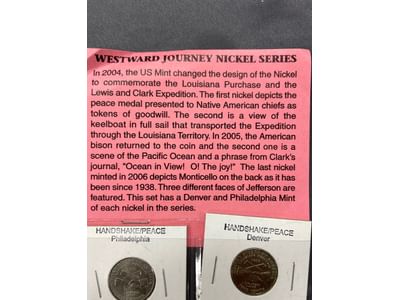 WESTWARD JOURNEY NICKEL SERIES
In 2004, the US Mint changed the design of the Nickel
to commemorate the Louisiana Purchase and the
Lewis and Clark Expedition. The first nickel depicts the
peace medal presented to Native American chiefs as
tokens of goodwill. The second is a view of the
keelboat in full sail that transported the Expedition
through the Louisiana Territory. In 2005, the American
bison returned to the coin and the second one is a
scene of the Pacific Ocean and a phrase from Clark's
journal, "Ocean in View! O! The joy!" The last nickel
minted in 2006 depicts Monticello on the back as it has
been since 1938. Three different faces of Jefferson are
featured. This set has a Denver and Philadelphia Mint
of each nickel in the series.
HANDSHAKE/PEACE
Philadelphia
HANDSHAKE/PEACE
Denver